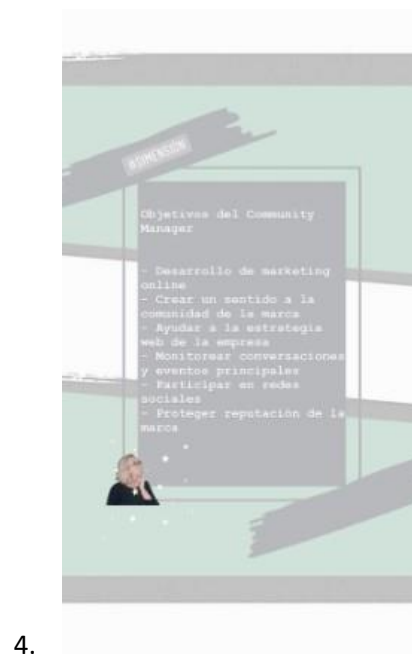 #DIMENSIÓN
Objetivos del Community
Manager
- Desarrollo de marketing
online
- Crear un sentido a la
comunidad de la marca
- Ayudar a la estrategia
web de la empresa
- Monitorear conversaciones
y eventos principales
- Participar en redes
sociales
- Proteger reputación de la
marca
4.